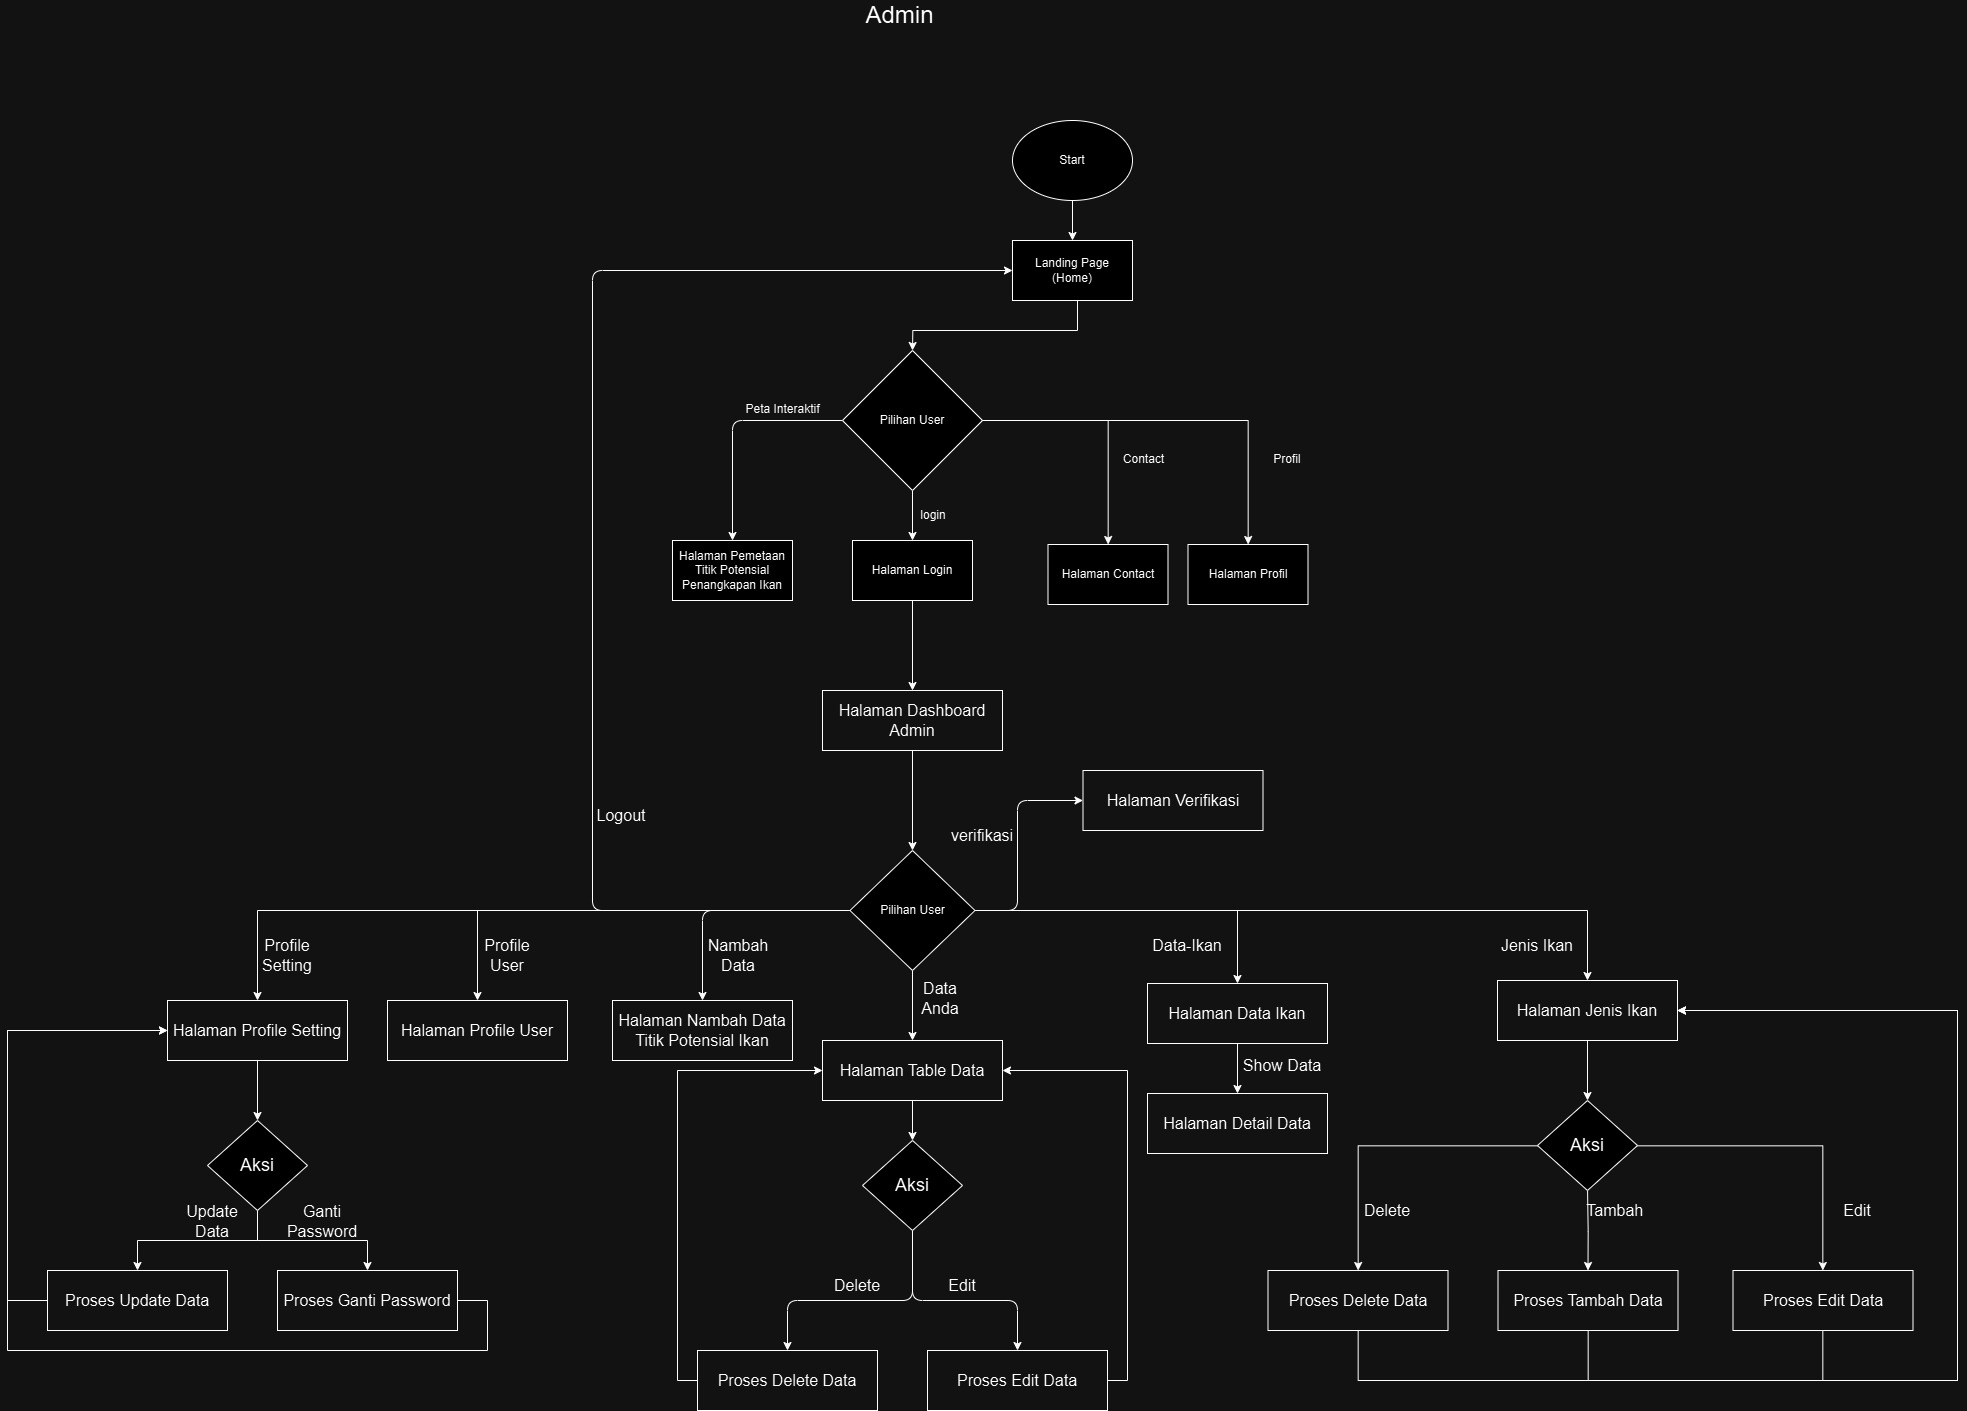 Admin
Start
Landing Page
(Home)
Pilihan User
Peta Interaktif
Contact
Profil
login
Halaman Pemetaan
Titik Potensial
Penangkapan Ikan
Halaman Login
Halaman Contact
Halaman Profil
Halaman Dashboard
Admin
Halaman Verifikasi
Logout
verifikasi
Pilihan User
Profile
Setting
Profile
User
Nambah
Data
Data
Anda
Data-Ikan
Jenis Ikan
Halaman Profile Setting
Halaman Profile User
Halaman Nambah Data
Titik Potensial Ikan
Halaman Table Data
Halaman Data Ikan
Show Data
Halaman Detail Data
Halaman Jenis Ikan
Aksi
Aksi
Aksi
Update
Data
Ganti
Password
Delete
Tambah
Edit
Delete
Edit
Proses Update Data
Proses Ganti Password
Proses Delete Data
Proses Tambah Data
Proses Edit Data
Proses Delete Data
Proses Edit Data